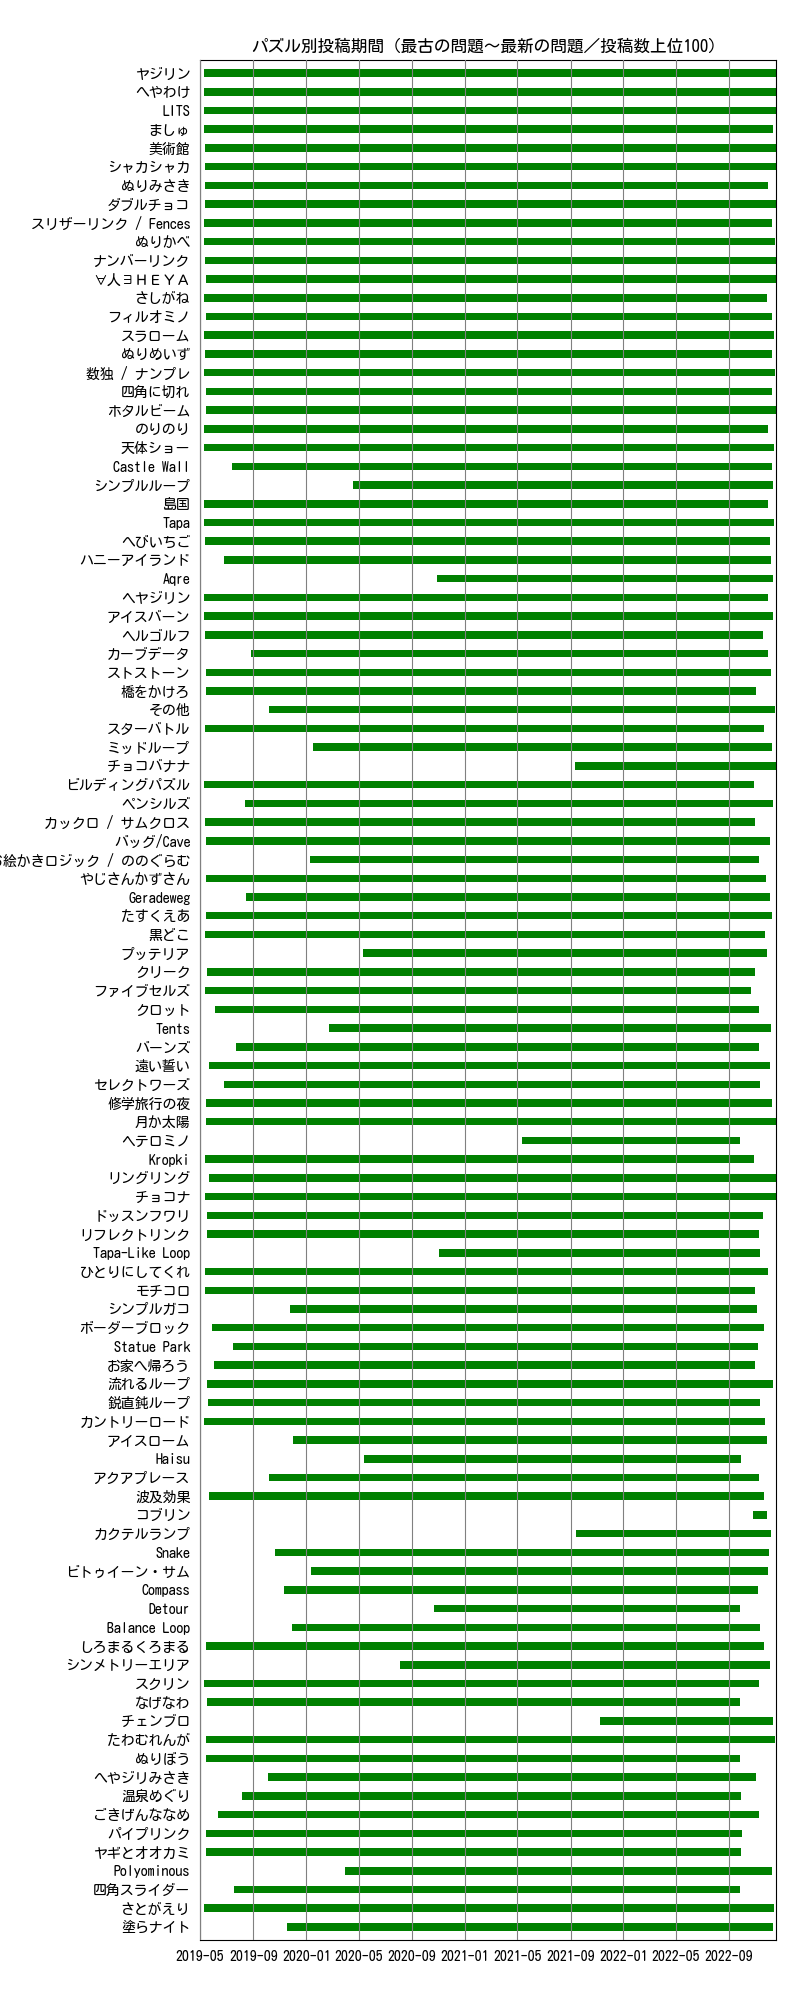 パズル別投稿期間（最古の問題～最新の問題／投稿数上位100）
ヤジリン
へやわけ
LITS
ましゅ
美術館
シャカシャカ
ぬりみさき
ダブルチョコ
スリザーリンク / Fences
ぬりかべ
ナンバーリンク
∀人∃ＨＥＹＡ
さしがね
フィルオミノ
スラローム
ぬりめいず
数独 / ナンプレ
四角に切れ
ホタルビーム
のりのり
天体ショー
Castle Wall
シンプルループ
島国
Tapa
へびいちご
ハニーアイランド
Aqre
ヘヤジリン
アイスバーン
ヘルゴルフ
カーブデータ
ストストーン
橋をかけろ
その他
スターバトル
ミッドループ
チョコバナナ
ビルディングパズル
ペンシルズ
カックロ / サムクロス
バッグ/Cave
絵かきロジック / ののぐらむ
やじさんかずさん
Geradeweg
たすくえあ
黒どこ
プッテリア
クリーク
ファイブセルズ
クロット
Tents
バーンズ
遠い誓い
セレクトワーズ
修学旅行の夜
月か太陽
ヘテロミノ
Kropki
リングリング
チョコナ
ドッスンフワリ
リフレクトリンク
Tapa-Like Loop
ひとりにしてくれ
モチコロ
シンプルガコ
ボーダーブロック
Statue Park
お家へ帰ろう
流れるループ
鋭直鈍ループ
カントリーロード
アイスローム
Haisu
アクアプレース
波及効果
コブリン
カクテルランプ
Snake
ビトゥイーン・サム
Compass
Detour
Balance Loop
しろまるくろまる
シンメトリーエリア
スクリン
なげなわ
チェンブロ
たわむれんが
ぬりぼう
へやジリみさき
温泉めぐり
ごきげんななめ
パイプリンク
ヤギとオオカミ
Polyominous
四角スライダー
さとがえり
塗らナイト
2019-05 2019-09 2020-01 2020-05 2020-09 2021-01 2021-05 2021-09 2022-01 2022-05 2022-09